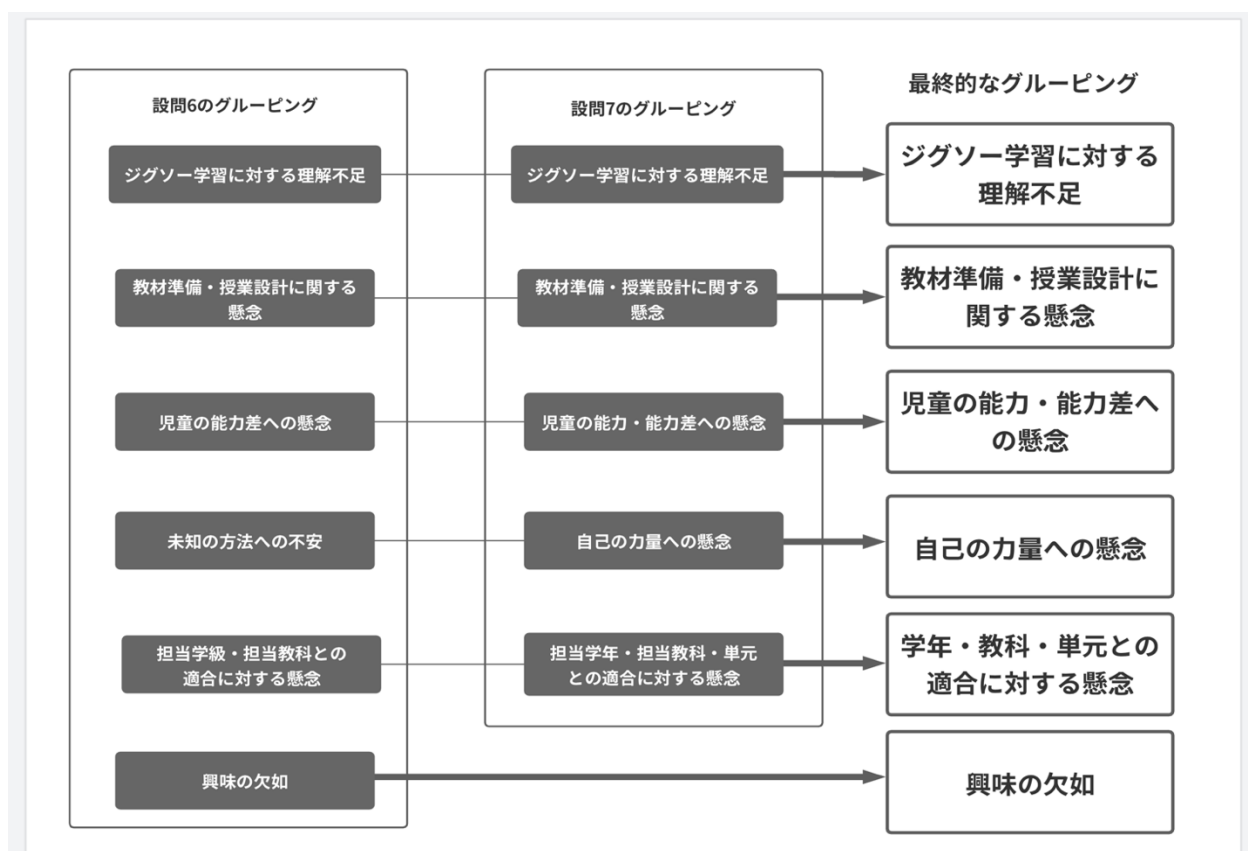 設問6のグルーピング
ジグソー学習に対する理解不足
教材準備・授業設計に関する
懸念
児童の能力差への懸念
未知の方法への不安
担当学級・担当教科との
適合に対する懸念
興味の欠如
設問7のグルーピング
ジグソー学習に対する理解不足
教材準備・授業設計に関する
懸念
児童の能力・能力差への懸念
自己の力量への懸念
担当学年・担当教科・単元
との適合に対する懸念
最終的なグルーピング
ジグソー学習に対する
理解不足
教材準備・授業設計に
関する懸念
児童の能力・能力差へ
の懸念
自己の力量への懸念
学年・教科・単元との
適合に対する懸念
興味の欠如